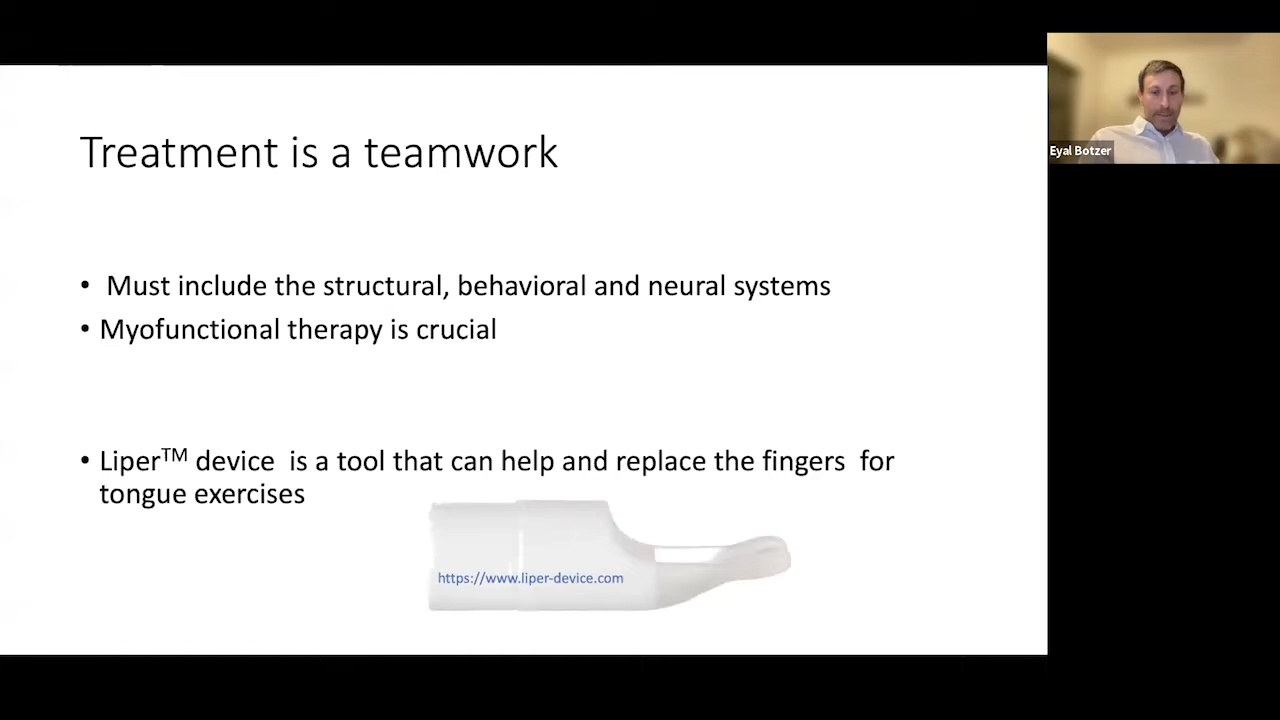 Treatment is a teamwork
• Must include the structural, behavioral and neural systems
• Myofunctional therapy is crucial
• Liper™ device is a tool that can help and replace the fingers for
tongue exercises
https://www.liper-device.com
Eyal Botzer